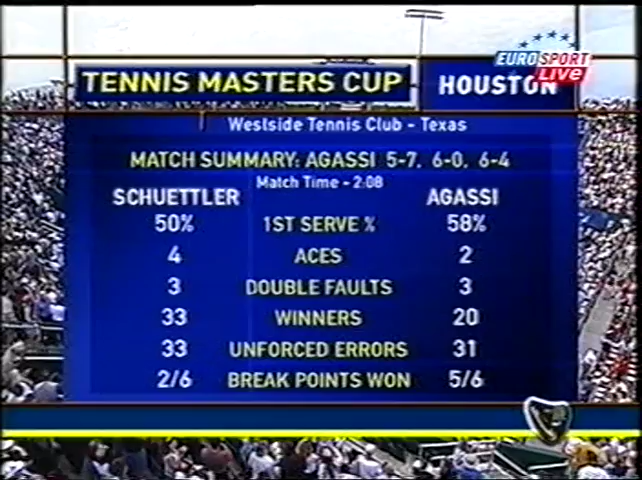 EUROSPORT
LIVE
TENNIS MASTERS CUP HOUSTON
Westside Tennis Club - Texas
MATCH SUMMARY: AGASSI 5-7, 6-0, 6-4
Match Time - 2:08
SCHUETTLER AGASSI
50% 1ST SERVE % 58%
4 ACES 2
3 DOUBLE FAULTS 3
33 WINNERS 20
33 UNFORCED ERRORS 31
2/6 BREAK POINTS WON 5/6